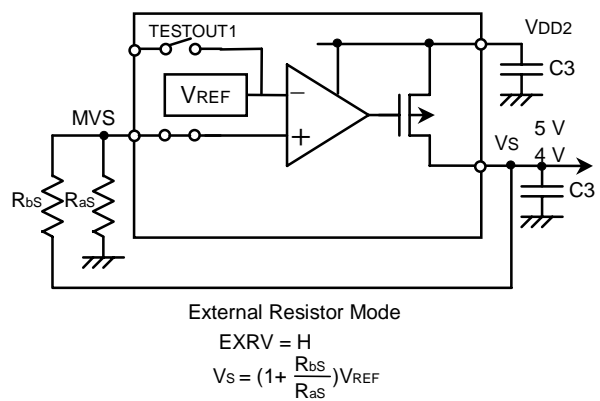 TESTOUT1
VDD2
VREF
−
C3
MVS
+
VS
5 V
4 V
C3
RbS
RaS
External Resistor Mode
EXRV = H
VS = (1+ RbS/RaS)VREF